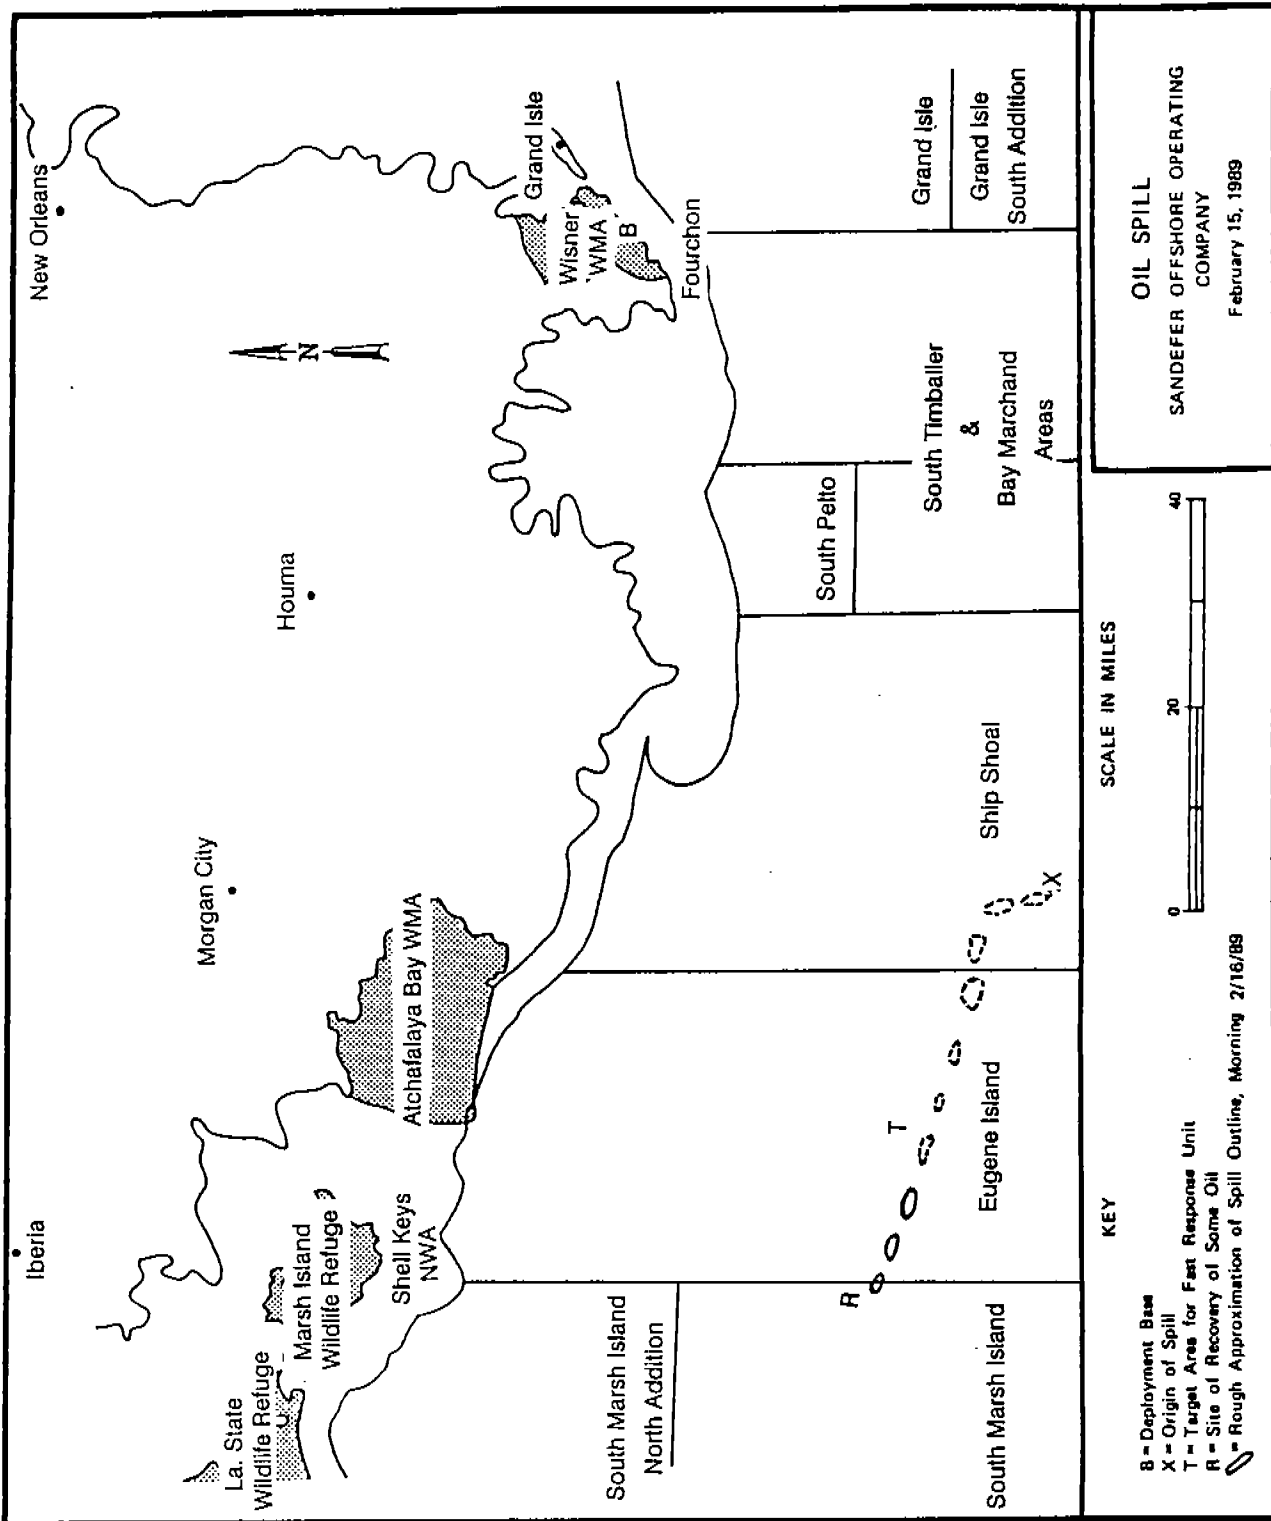 New Orleans
Grand Isle
Wisner
WMA
B
Fourchon
N
Houma
Morgan City
Atchafalaya Bay WMA
Iberia
Marsh Island
Wildlife Refuge
Shell Keys
NWA
La. State
Wildlife Refuge
South Marsh Island
North Addition
South Marsh Island
R
T
Eugene Island
X
Ship Shoal
South Pelto
South Timballer
&
Bay Marchand
Areas
Grand Isle
Grand Isle
South Addition
KEY
B = Deployment Base
X = Origin of Spill
T = Target Area for Fast Response Unit
R = Site of Recovery of Some Oil
= Rough Approximation of Spill Outline, Morning 2/16/89
SCALE IN MILES
0 20 40
OIL SPILL
SANDEFER OFFSHORE OPERATING
COMPANY
February 15, 1989